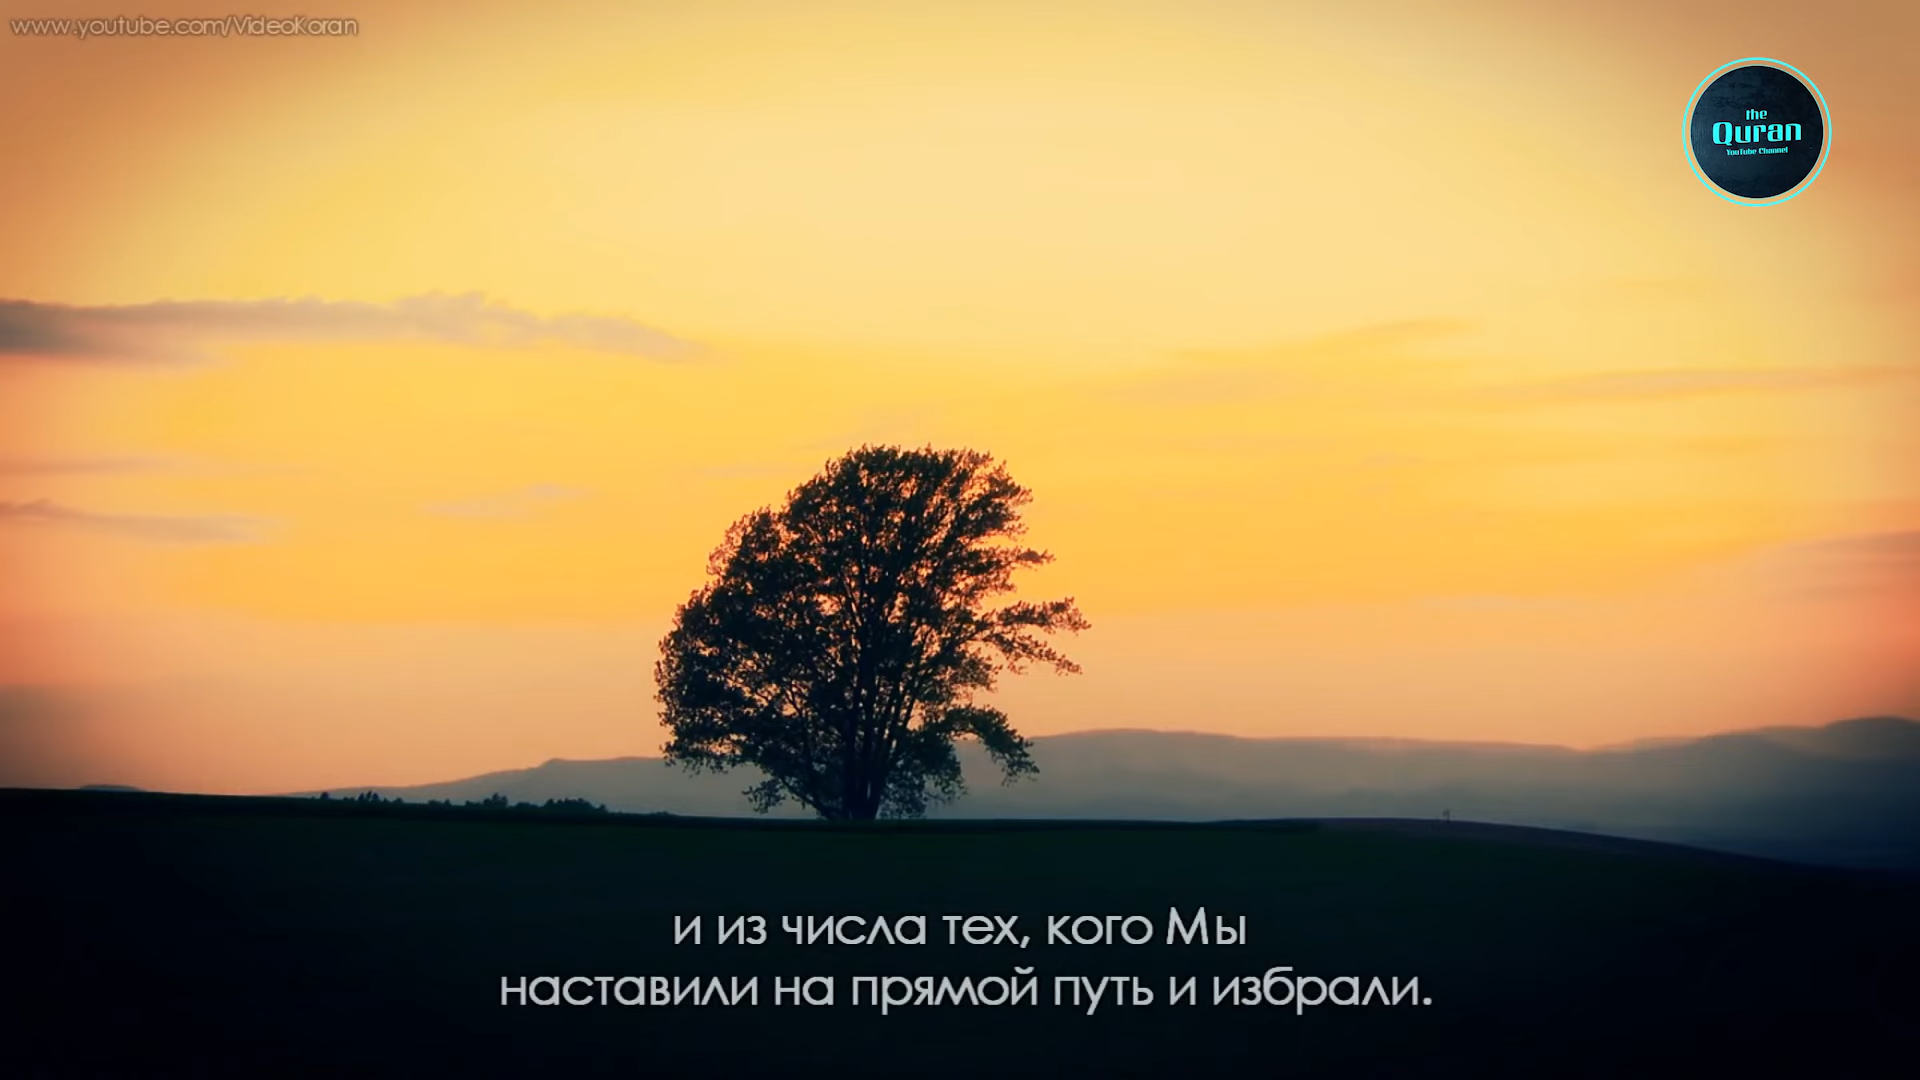 www.youtube.com/VideoKoran
the
Quran
YouTube Channel
и из числа тех, кого Мы
наставили на прямой путь и избрали.